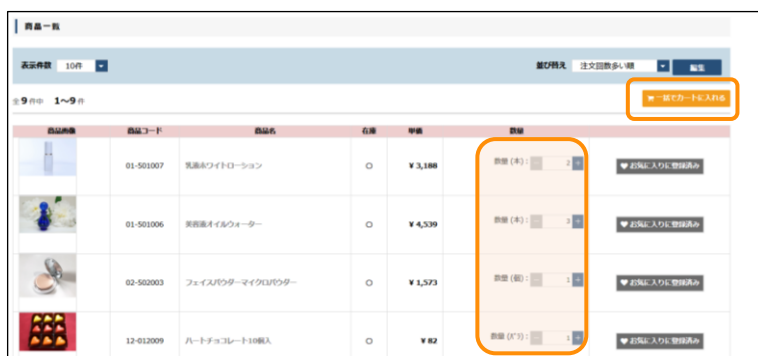 商品一覧
表示件数 10件
並び替え 注文回数多い順 編集
全9件中 1〜9件
一括でカートに入れる
商品画像 商品コード 商品名 在庫 単価 数量
01-501007 乳液ホワイトローション ○ ¥ 3,188 数量 (本) : − 2 + お気に入りに登録済み
01-501006 美容液オイルウォーター ○ ¥ 4,539 数量 (本) : − 3 + お気に入りに登録済み
02-502003 フェイスパウダーマイクロパウダー ○ ¥ 1,573 数量 (個) : − 1 + お気に入りに登録済み
12-012009 ハートチョコレート10個入 ○ ¥ 82 数量 (ﾊﾞﾗ) : − 1 + お気に入りに登録済み